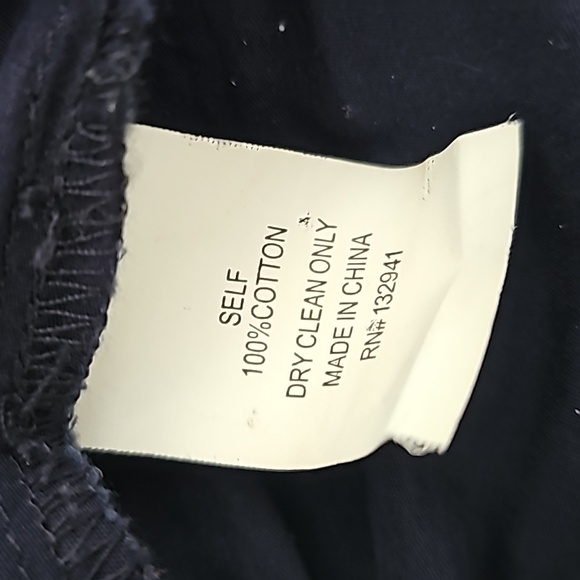 SELF
100%COTTON
DRY CLEAN ONLY
MADE IN CHINA
RN# 132941